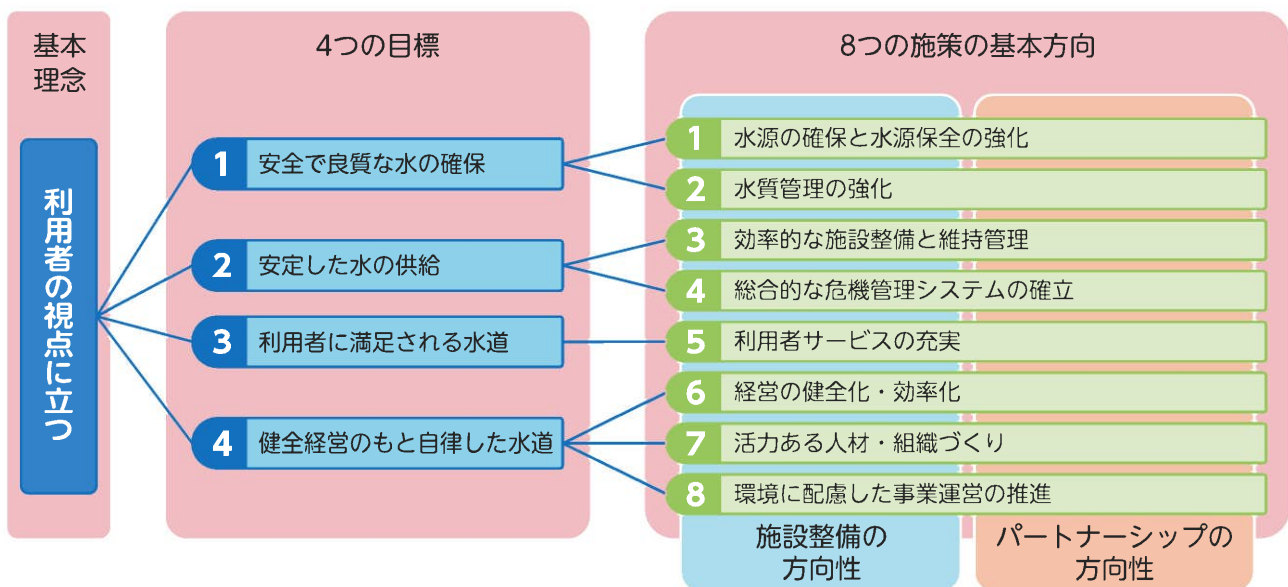 基本
理念
4つの目標
8つの施策の基本方向
利用者の視点に立つ
1 安全で良質な水の確保
2 安定した水の供給
3 利用者に満足される水道
4 健全経営のもと自律した水道
1 水源の確保と水源保全の強化
2 水質管理の強化
3 効率的な施設整備と維持管理
4 総合的な危機管理システムの確立
5 利用者サービスの充実
6 経営の健全化・効率化
7 活力ある人材・組織づくり
8 環境に配慮した事業運営の推進
施設整備の
方向性
パートナーシップの
方向性